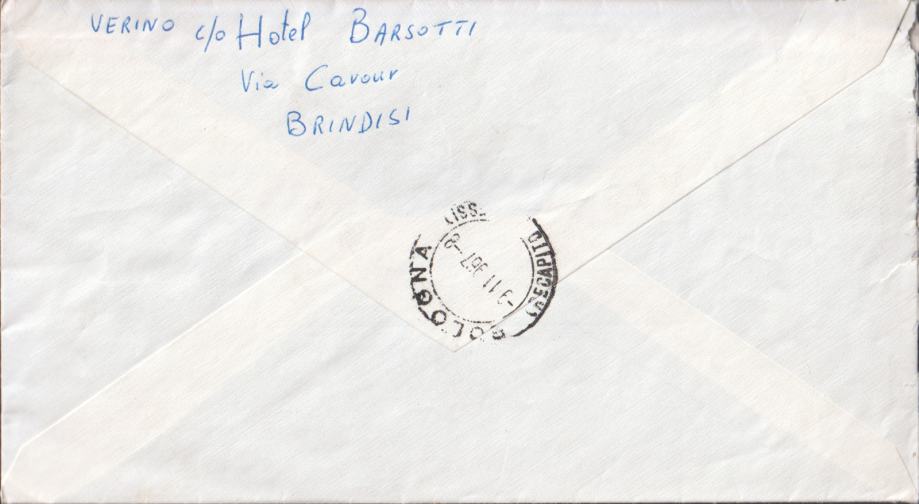 VERINO c/o Hotel BARSOTTI
Via Cavour
BRINDISI
BOLOGNA
RECAPITO